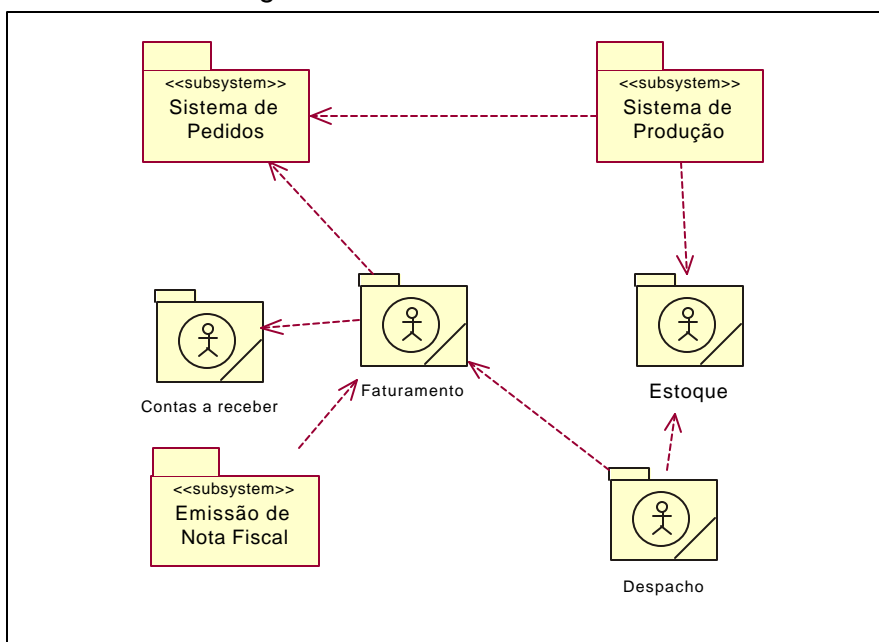 <<subsystem>>
Sistema de
Pedidos
<<subsystem>>
Sistema de
Produção
Contas a receber
Faturamento
Estoque
<<subsystem>>
Emissão de
Nota Fiscal
Despacho